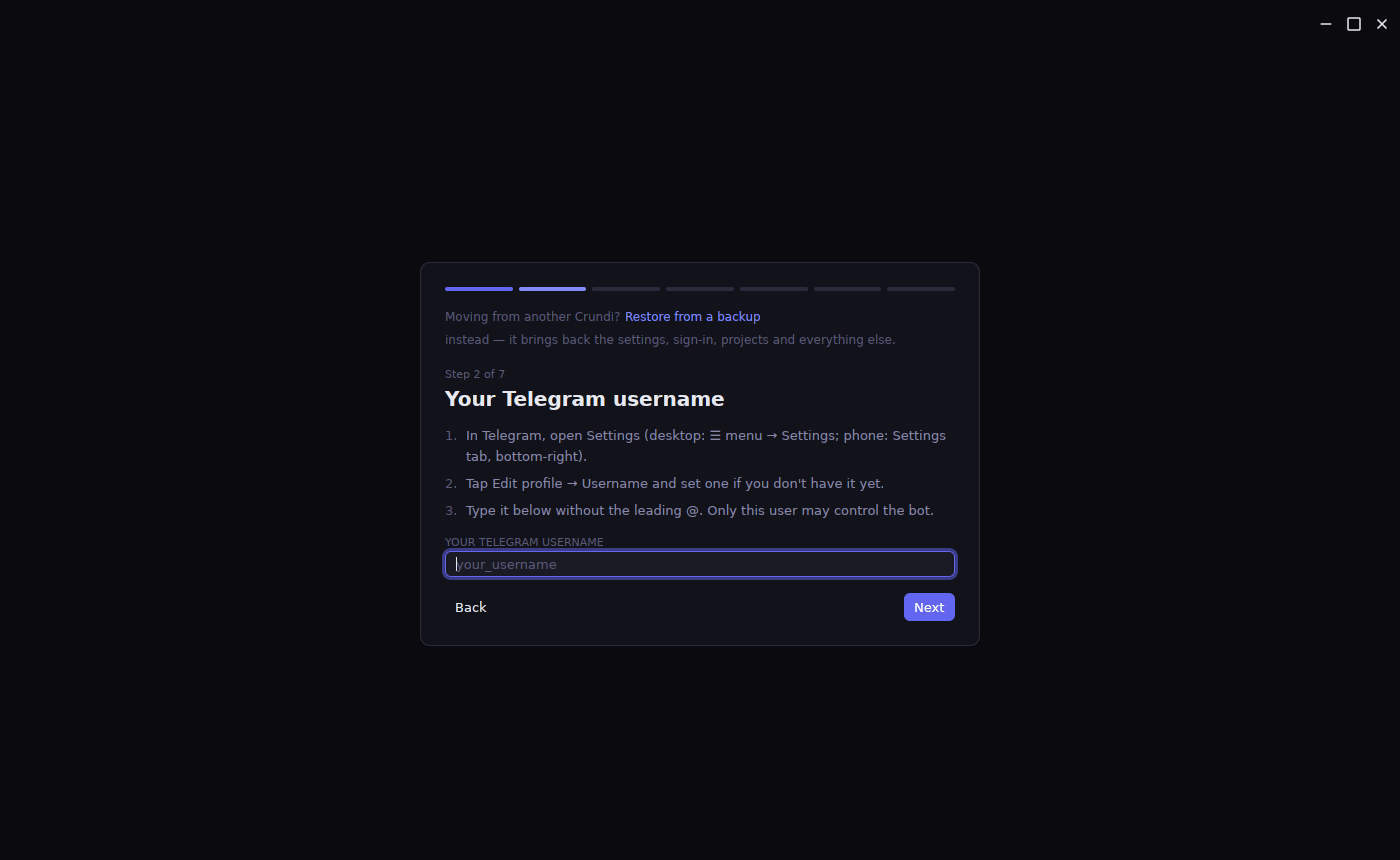 Moving from another Crundi? Restore from a backup
instead — it brings back the settings, sign-in, projects and everything else.
Step 2 of 7
Your Telegram username
1. In Telegram, open Settings (desktop: ☰ menu → Settings; phone: Settings
tab, bottom-right).
2. Tap Edit profile → Username and set one if you don't have it yet.
3. Type it below without the leading @. Only this user may control the bot.
YOUR TELEGRAM USERNAME
your_username
Back
Next